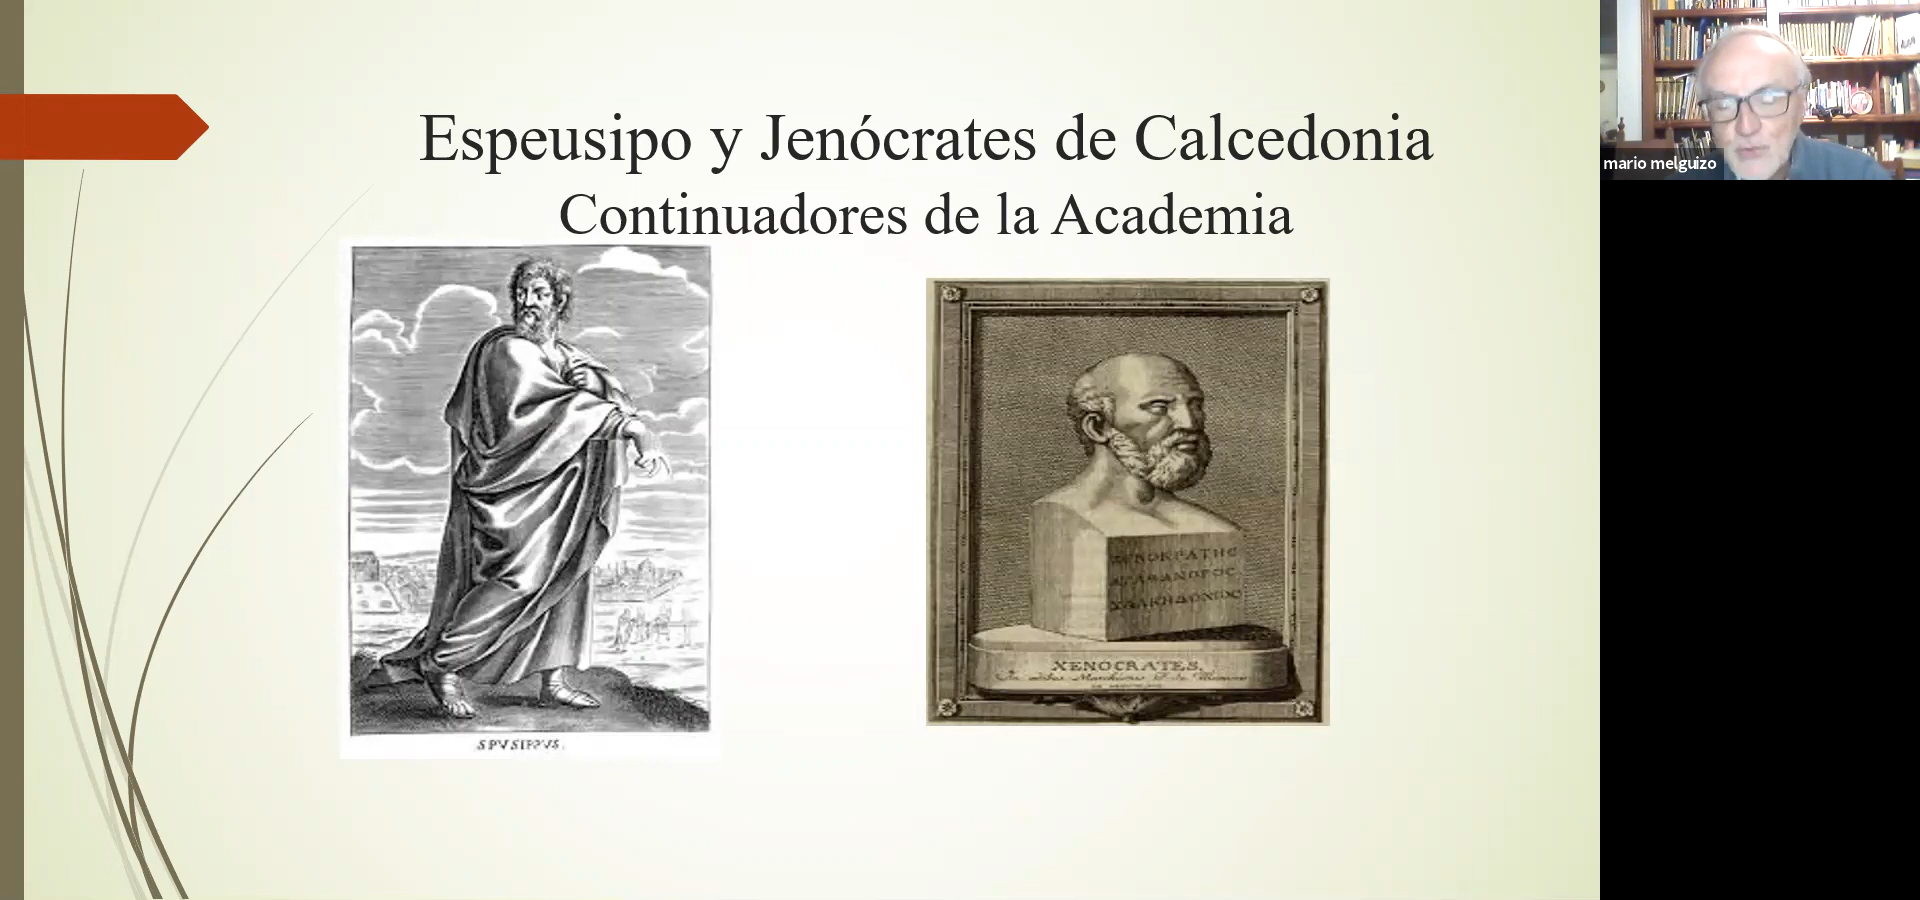 Espeusipo y Jenócrates de Calcedonia
Continuadores de la Academia
mario melguizo
SPVSIPPVS.
XENOCRATES.